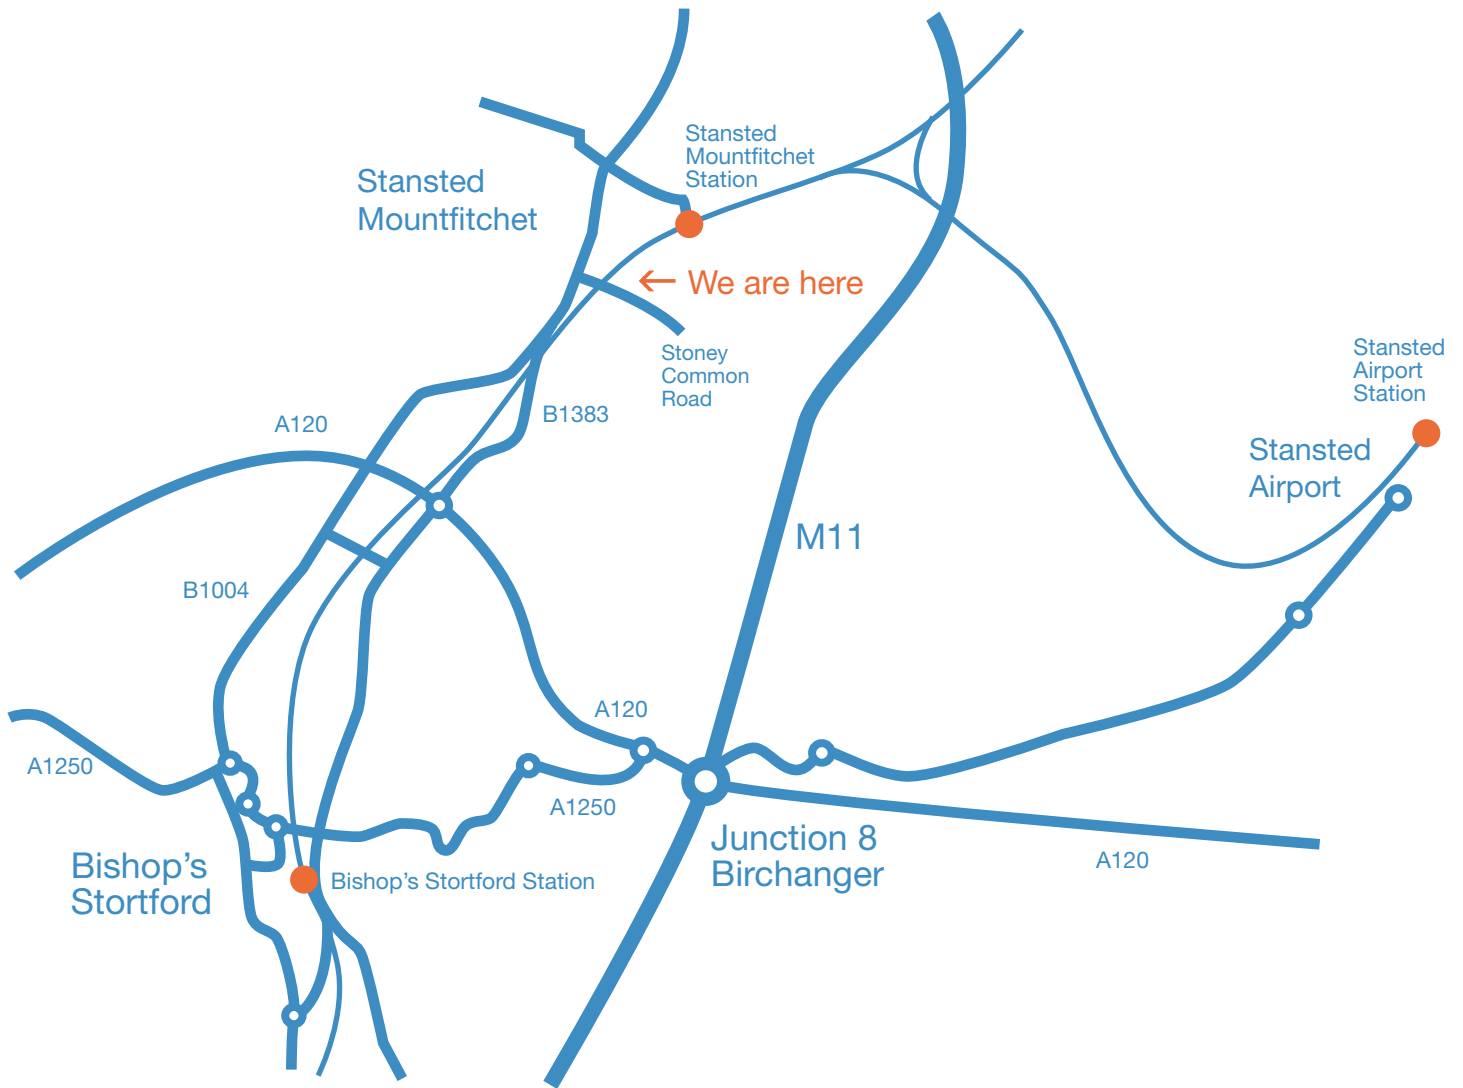 Stansted
Mountfitchet
Station
Stansted
Mountfitchet
← We are here
Stoney
Common
Road
Stansted
Airport
Station
B1383
A120
Stansted
Airport
M11
B1004
A120
A1250
A1250
Junction 8
Birchanger
A120
Bishop’s
Stortford
Bishop’s Stortford Station